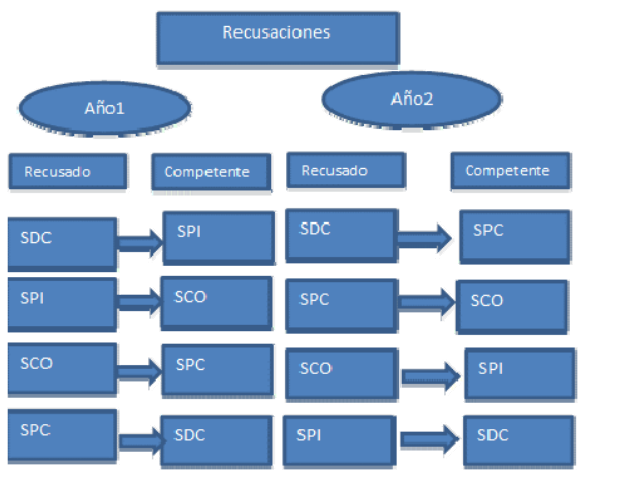 Recusaciones
Año1
Año2
Recusado
Competente
Recusado
Competente
SDC
SPI
SDC
SPC
SPI
SCO
SPC
SCO
SCO
SPC
SCO
SPI
SPC
SDC
SPI
SDC